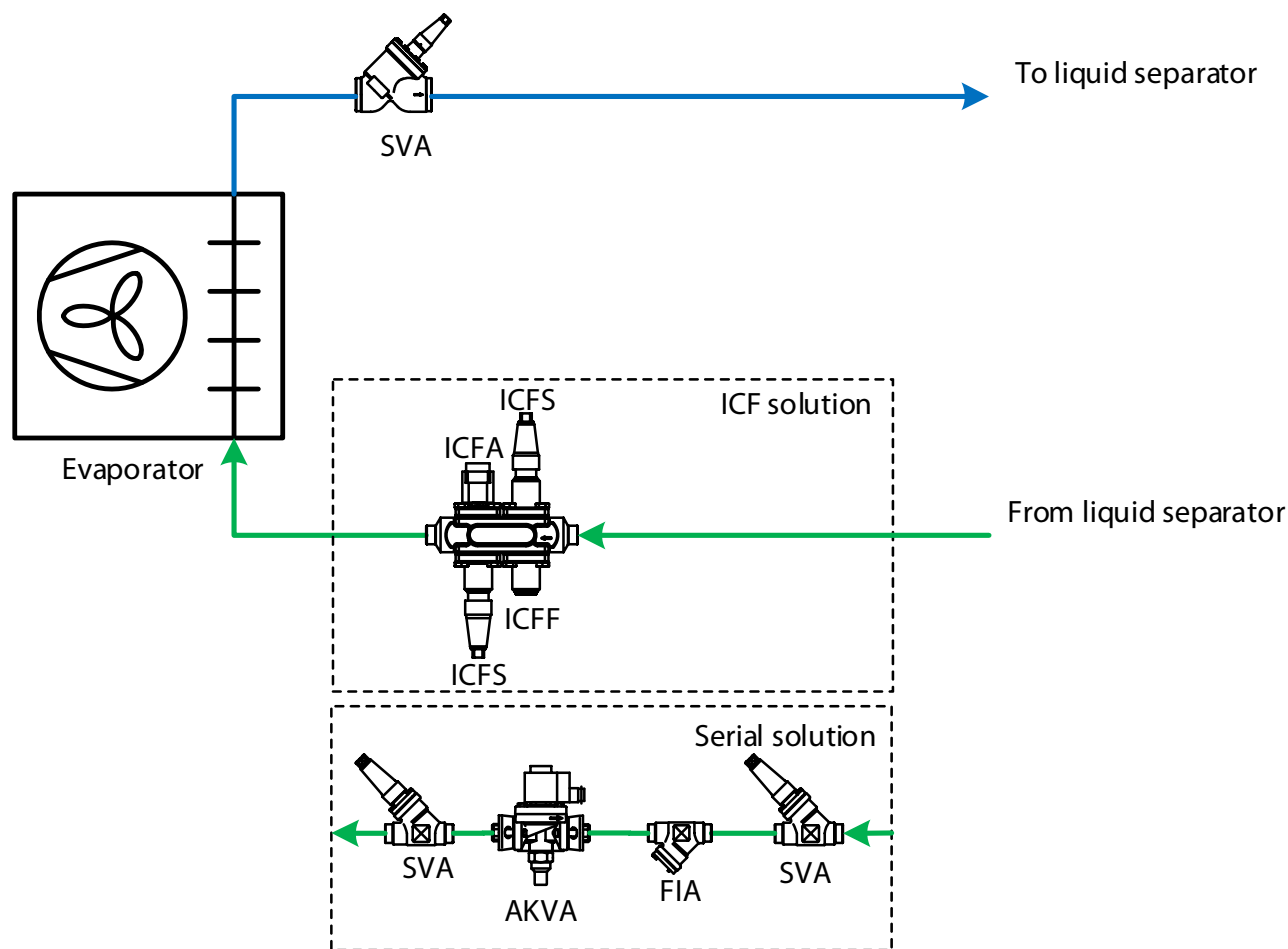 To liquid separator
SVA
ICFS
ICF solution
ICFA
Evaporator
From liquid separator
ICFF
ICFS
Serial solution
SVA
FIA
SVA
AKVA